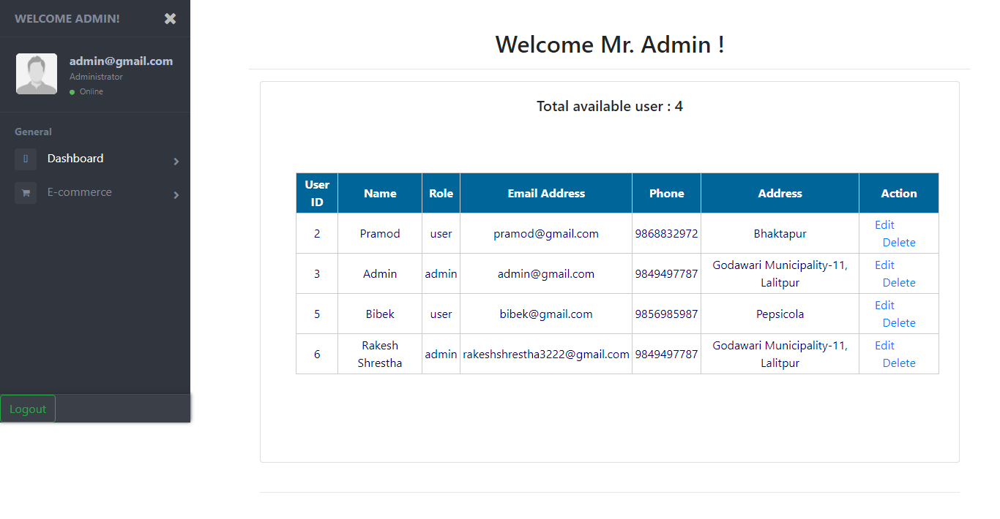 WELCOME ADMIN!
admin@gmail.com
Administrator
Online
General
Dashboard
E-commerce
Logout
Welcome Mr. Admin !
Total available user : 4
User ID Name Role Email Address Phone Address Action
2 Pramod user pramod@gmail.com 9868832972 Bhaktapur Edit Delete
3 Admin admin admin@gmail.com 9849497787 Godawari Municipality-11, Lalitpur Edit Delete
5 Bibek user bibek@gmail.com 9856985987 Pepsicola Edit Delete
6 Rakesh Shrestha admin rakeshshrestha3222@gmail.com 9849497787 Godawari Municipality-11, Lalitpur Edit Delete